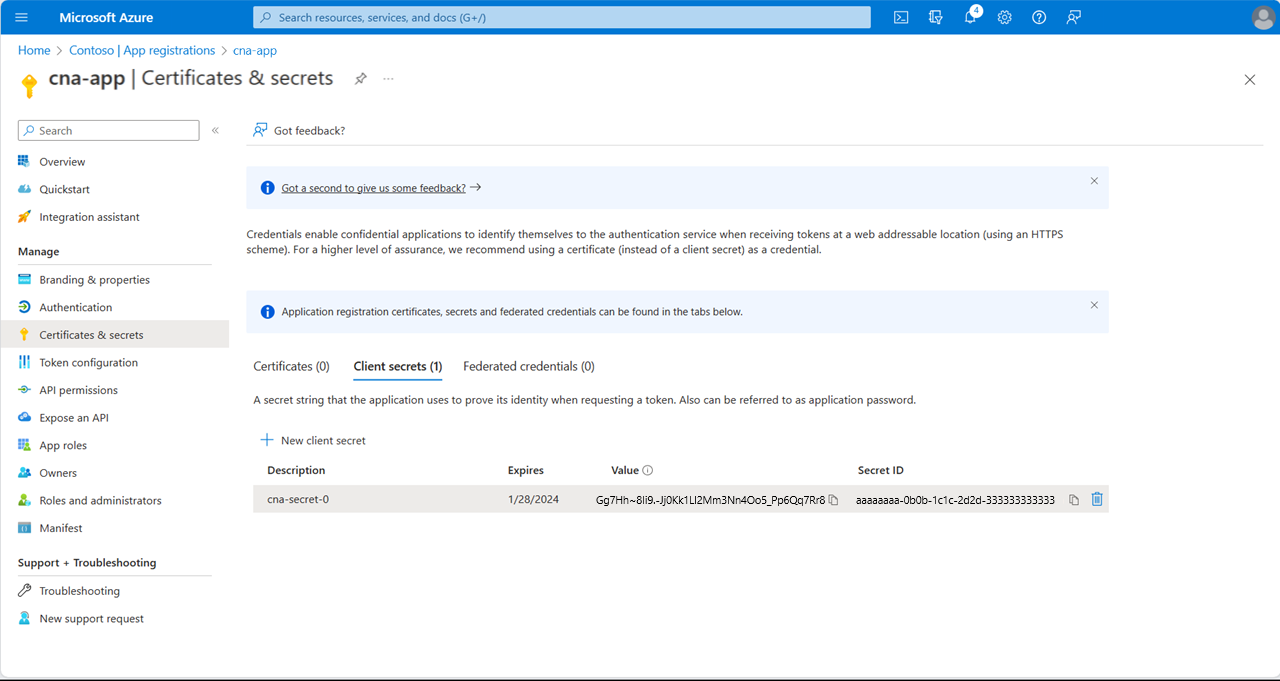 Microsoft Azure
Search resources, services, and docs (G+/)
4
Home > Contoso | App registrations > cna-app
cna-app | Certificates & secrets
Search
Overview
Quickstart
Integration assistant
Manage
Branding & properties
Authentication
Certificates & secrets
Token configuration
API permissions
Expose an API
App roles
Owners
Roles and administrators
Manifest
Support + Troubleshooting
Troubleshooting
New support request
Got feedback?
Got a second to give us some feedback?
Credentials enable confidential applications to identify themselves to the authentication service when receiving tokens at a web addressable location (using an HTTPS
scheme). For a higher level of assurance, we recommend using a certificate (instead of a client secret) as a credential.
Application registration certificates, secrets and federated credentials can be found in the tabs below.
Certificates (0) Client secrets (1) Federated credentials (0)
A secret string that the application uses to prove its identity when requesting a token. Also can be referred to as application password.
New client secret
Description Expires Value Secret ID
cna-secret-0 1/28/2024 Gg7Hh~8Ii9.-Jj0Kk1Ll2Mm3Nn4Oo5_Pp6Qq7Rr8 aaaaaaaa-0b0b-1c1c-2d2d-333333333333